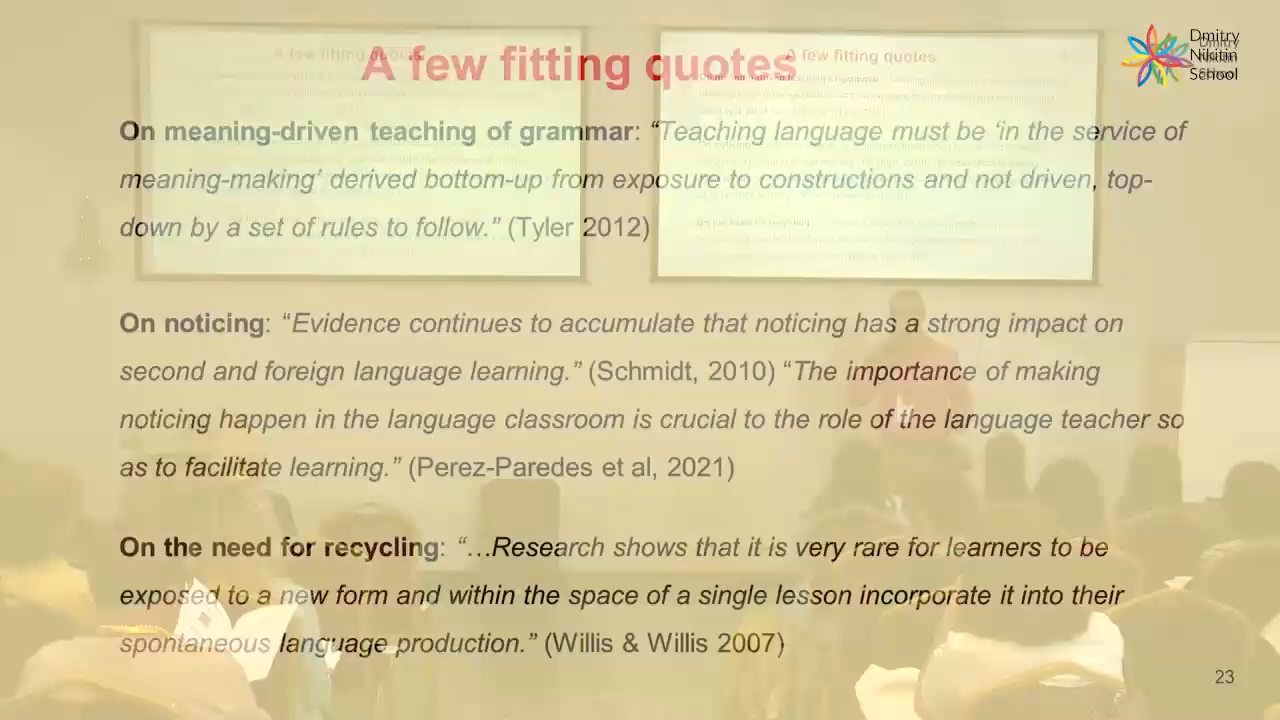 Dmitry
Nikitin
School
A few fitting quotes
A few fitting quotes
A few fitting quotes
On meaning-driven teaching of grammar: “Teaching language must be ‘in the service of
meaning-making’ derived bottom-up from exposure to constructions and not driven, top-
down by a set of rules to follow.” (Tyler 2012)
On noticing: “Evidence continues to accumulate that noticing has a strong impact on
second and foreign language learning.” (Schmidt, 2010) “The importance of making
noticing happen in the language classroom is crucial to the role of the language teacher so
as to facilitate learning.” (Perez-Paredes et al, 2021)
On the need for recycling: “…Research shows that it is very rare for learners to be
exposed to a new form and within the space of a single lesson incorporate it into their
spontaneous language production.” (Willis & Willis 2007)
23